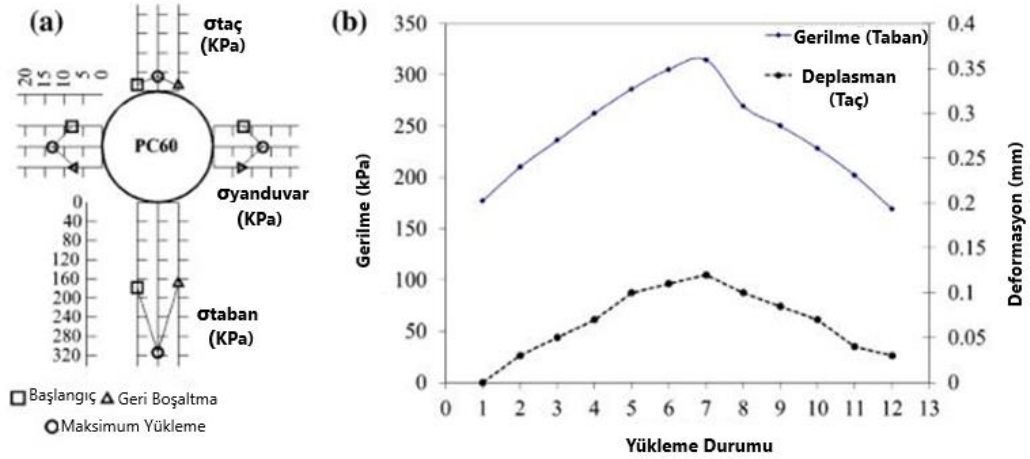 (a)
σtaç
(KPa)
20 15 10 5 0
PC60
σyanduvar
(KPa)
0
40
80
120
160
200
240
280
320
σtaban
(KPa)
Başlangıç
Geri Boşaltma
Maksimum Yükleme
(b)
Gerilme (kPa)
350
300
250
200
150
100
50
0
Gerilme (Taban)
Deplasman
(Taç)
0.4
0.35
0.3
0.25
0.2
0.15
0.1
0.05
0
Deformasyon (mm)
0 1 2 3 4 5 6 7 8 9 10 11 12 13
Yükleme Durumu